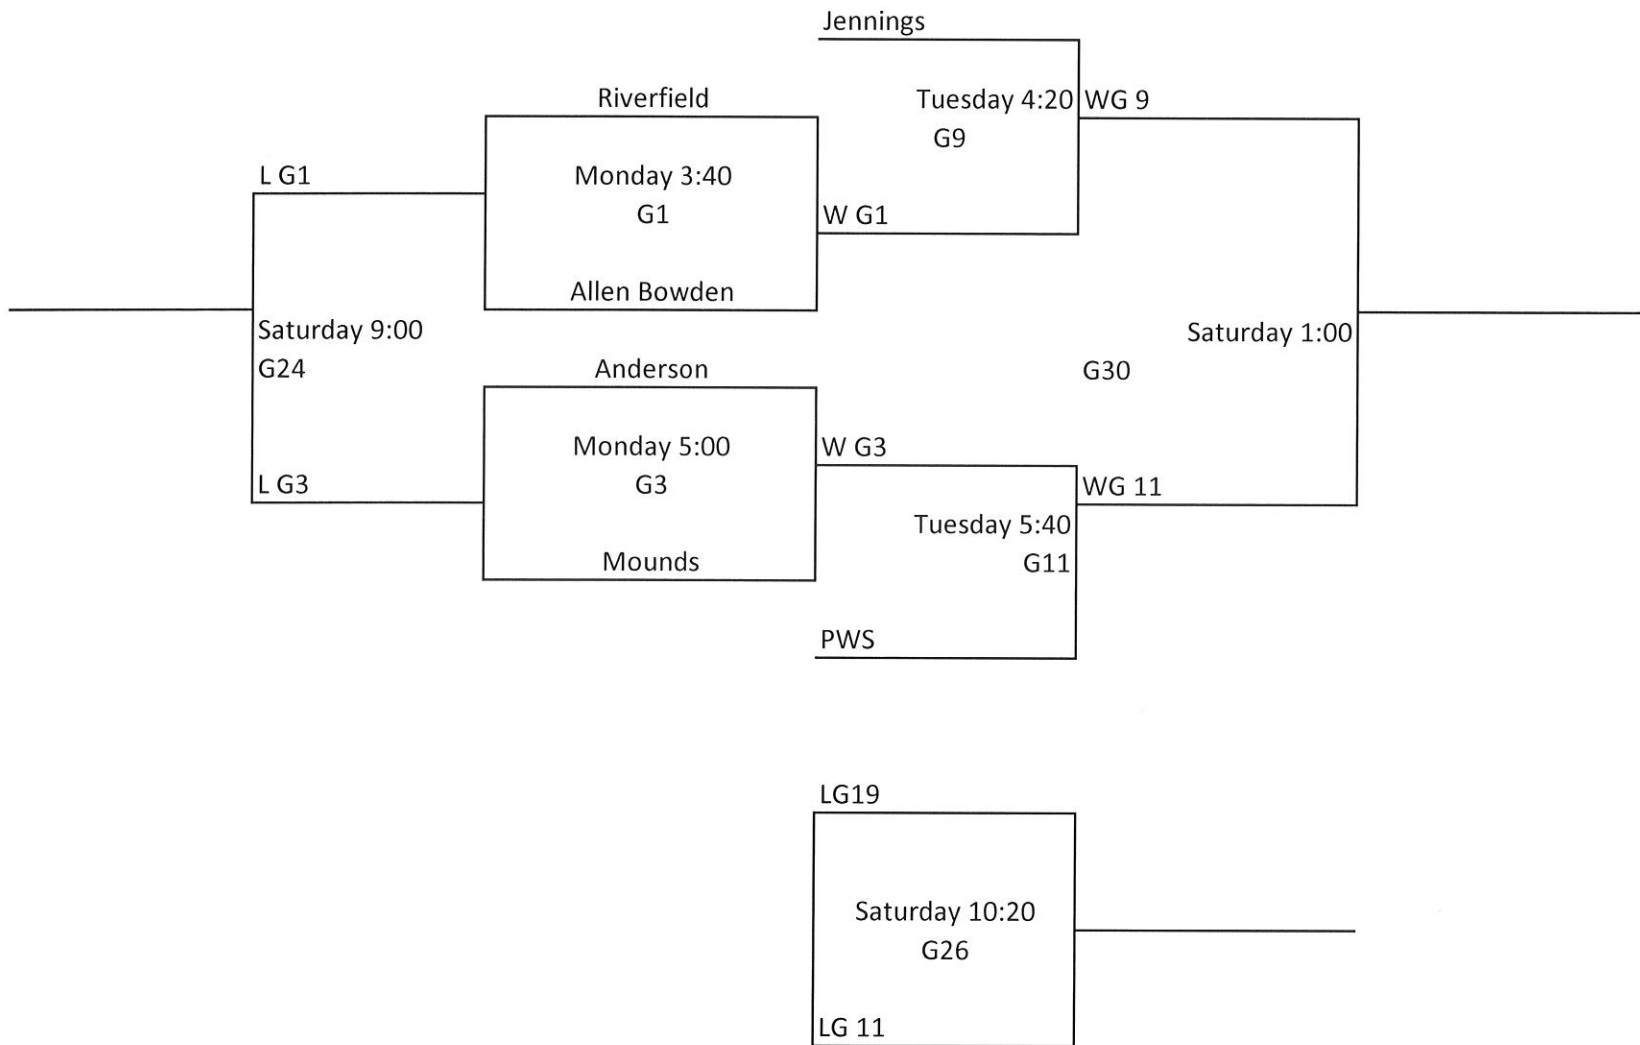 Jennings
Riverfield
Tuesday 4:20
WG 9
G9
L G1
Monday 3:40
G1
W G1
Allen Bowden
Saturday 9:00
G24
Saturday 1:00
G30
Anderson
Monday 5:00
G3
W G3
L G3
WG 11
Tuesday 5:40
G11
Mounds
PWS
LG19
Saturday 10:20
G26
LG 11